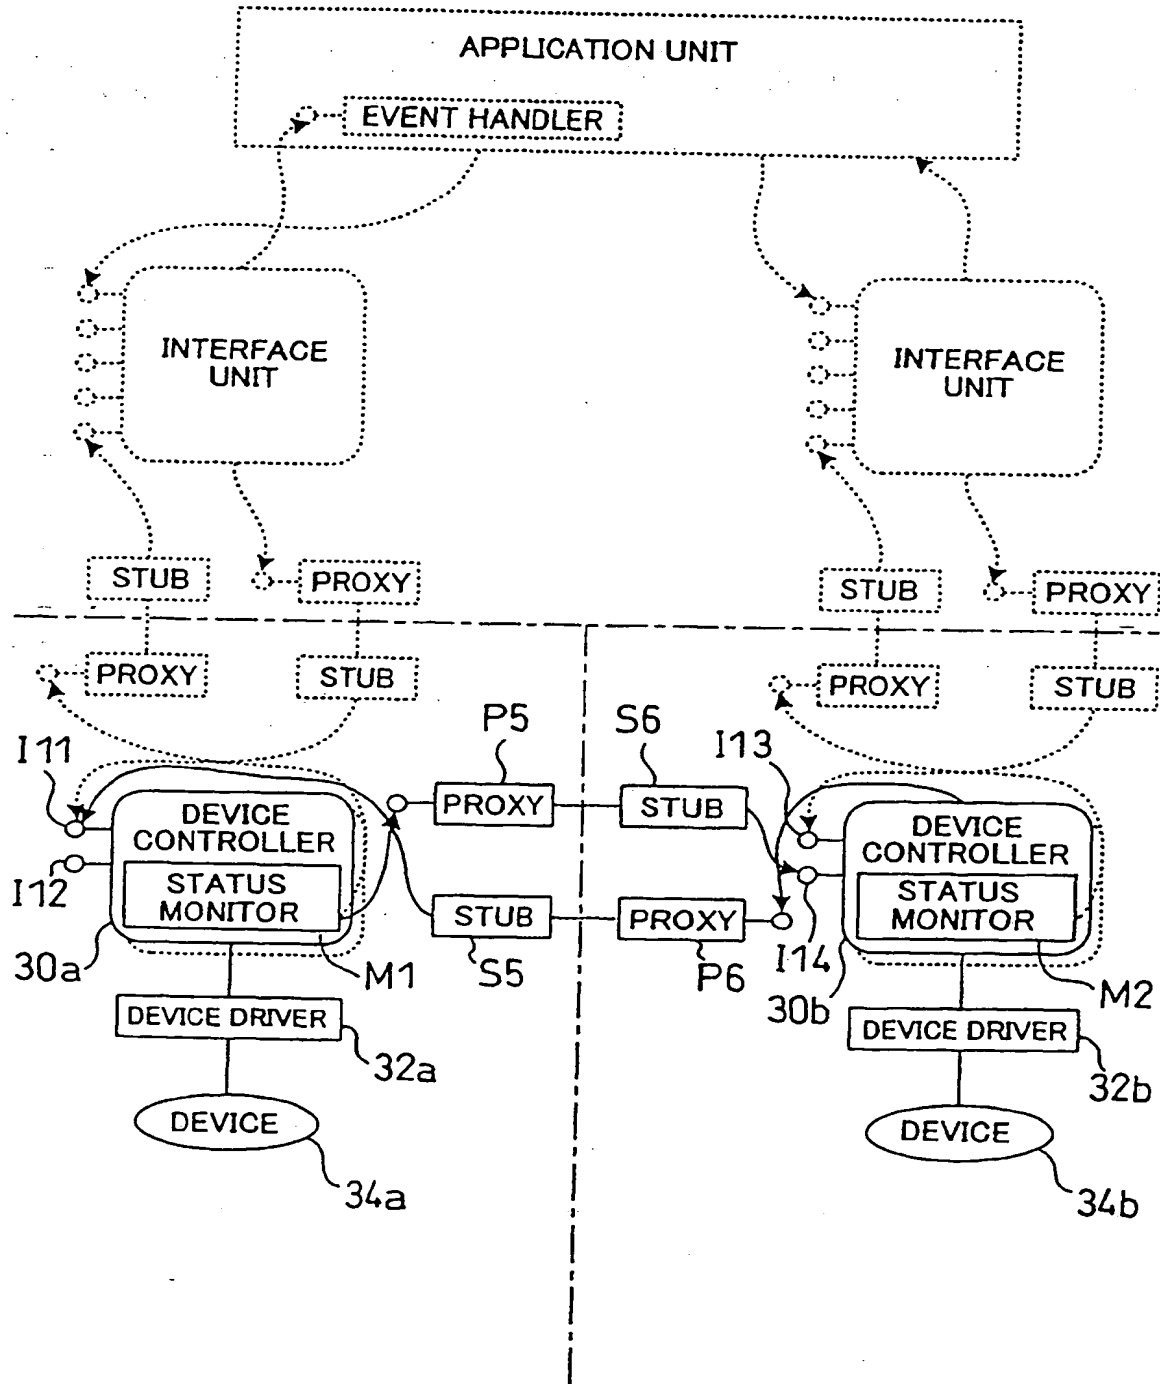 APPLICATION UNIT
EVENT HANDLER
INTERFACE
UNIT
INTERFACE
UNIT
STUB
PROXY
STUB
PROXY
PROXY
STUB
PROXY
STUB
P5
S6
I13
I11
PROXY
STUB
DEVICE
CONTROLLER
DEVICE
CONTROLLER
I12
STATUS
MONITOR
STATUS
MONITOR
STUB
PROXY
30a
M1
S5
P6
I14
30b
M2
DEVICE DRIVER
DEVICE DRIVER
32a
32b
DEVICE
DEVICE
34a
34b